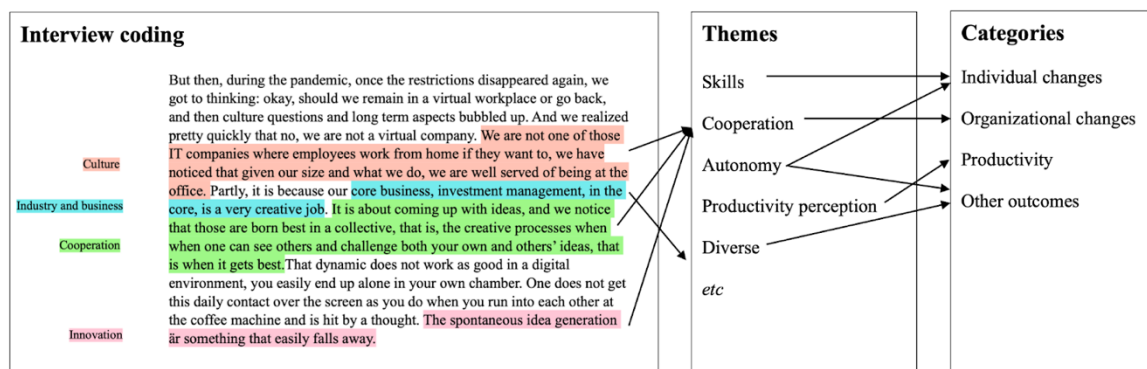 Interview coding
But then, during the pandemic, once the restrictions disappeared again, we
got to thinking: okay, should we remain in a virtual workplace or go back,
and then culture questions and long term aspects bubbled up. And we realized
pretty quickly that no, we are not a virtual company. We are not one of those
IT companies where employees work from home if they want to, we have
noticed that given our size and what we do, we are well served of being at the
office. Partly, it is because our core business, investment management, in the
core, is a very creative job. It is about coming up with ideas, and we notice
that those are born best in a collective, that is, the creative processes when
when one can see others and challenge both your own and others’ ideas, that
is when it gets best.That dynamic does not work as good in a digital
environment, you easily end up alone in your own chamber. One does not get
this daily contact over the screen as you do when you run into each other at
the coffee machine and is hit by a thought. The spontaneous idea generation
är something that easily falls away.
Culture
Industry and business
Cooperation
Innovation
Themes
Skills
Cooperation
Autonomy
Productivity perception
Diverse
etc
Categories
Individual changes
Organizational changes
Productivity
Other outcomes